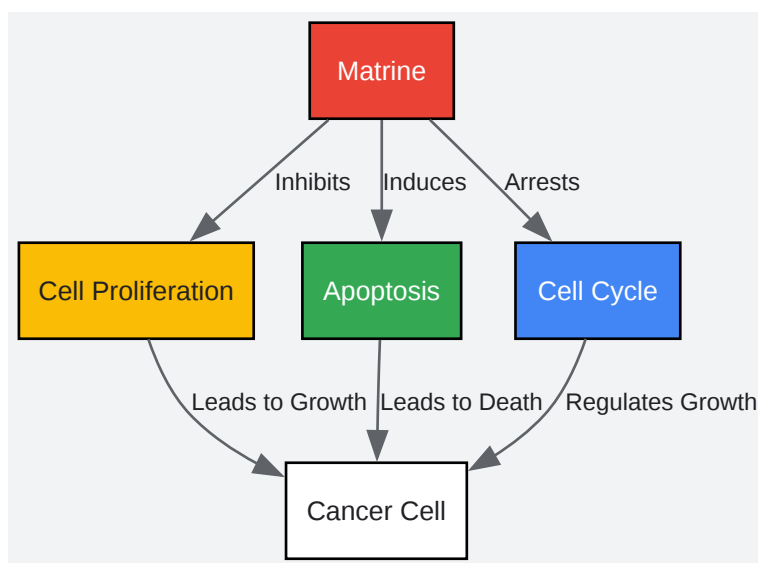 Matrine
Inhibits
Induces
Arrests
Cell Proliferation
Apoptosis
Cell Cycle
Leads to Growth
Leads to Death
Regulates Growth
Cancer Cell